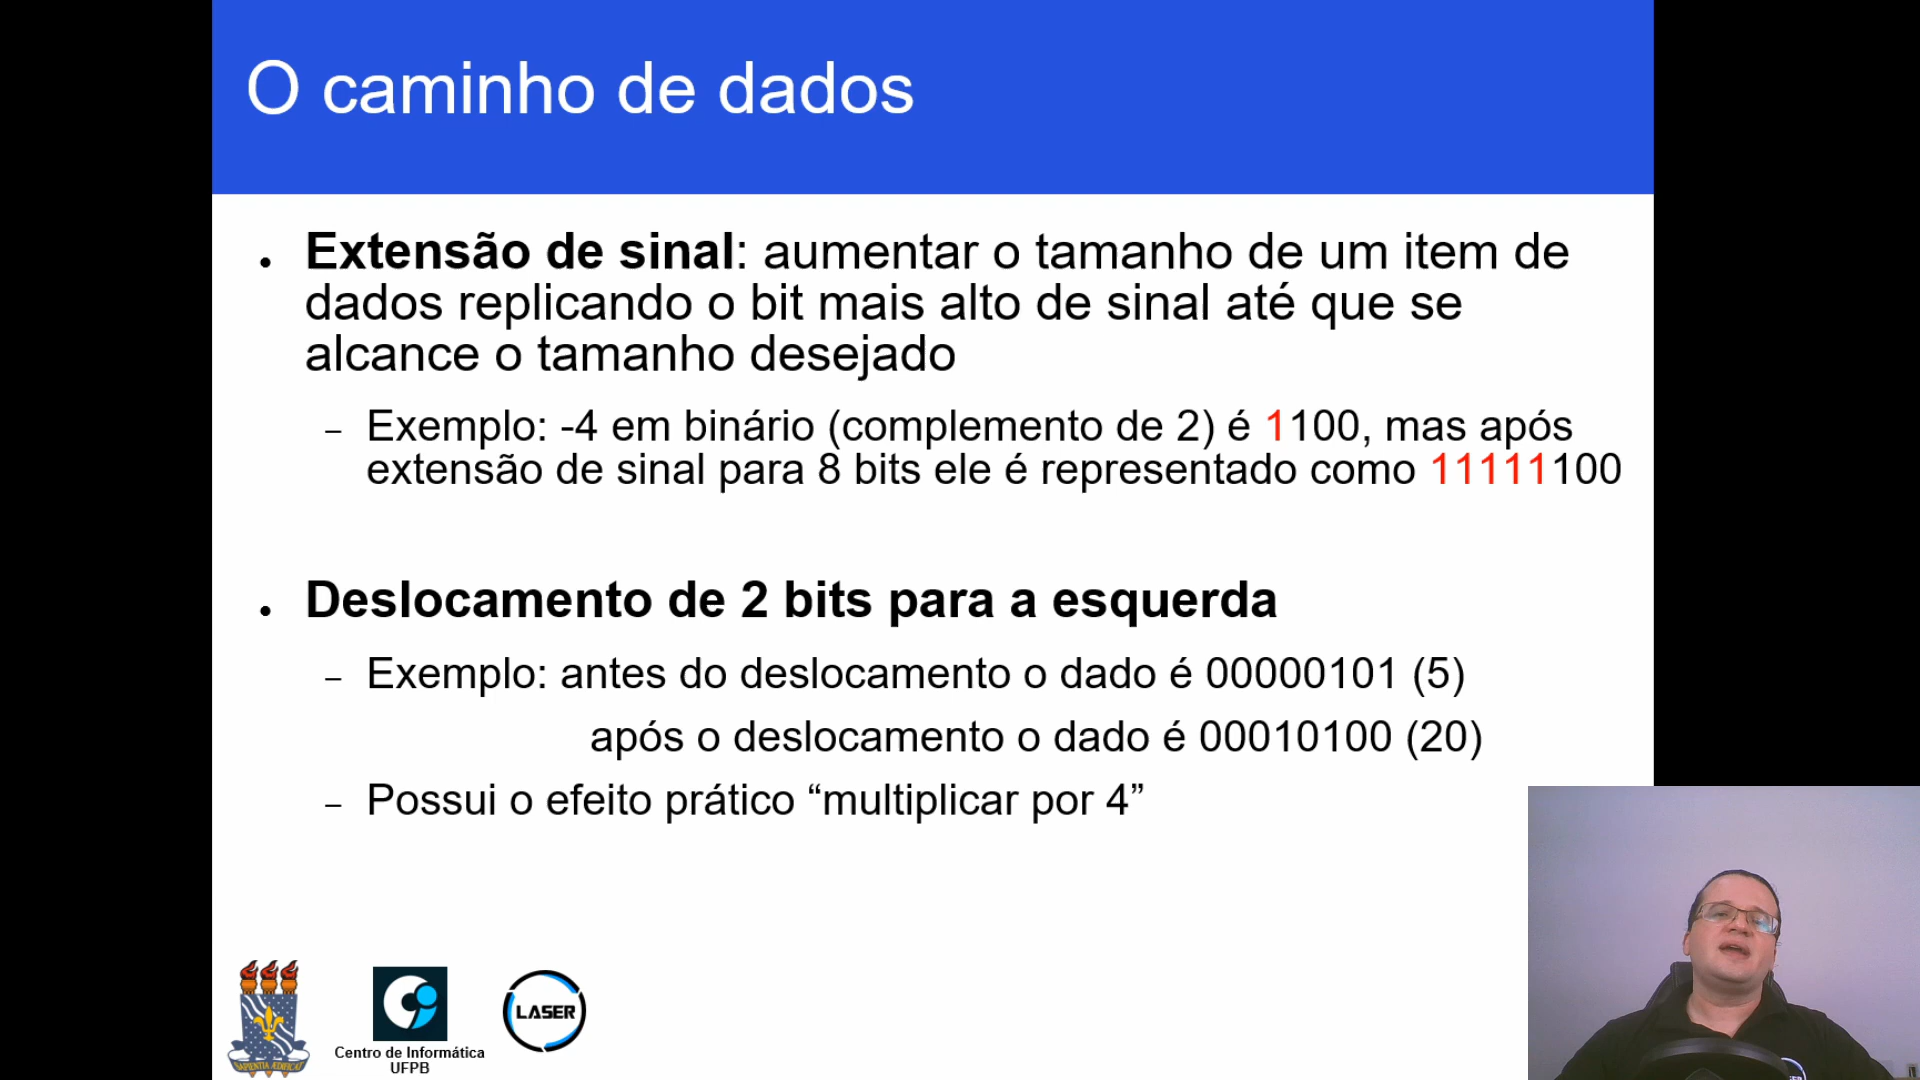 O caminho de dados
Extensão de sinal: aumentar o tamanho de um item de
dados replicando o bit mais alto de sinal até que se
alcance o tamanho desejado
– Exemplo: -4 em binário (complemento de 2) é 1100, mas após
extensão de sinal para 8 bits ele é representado como 11111100
Deslocamento de 2 bits para a esquerda
– Exemplo: antes do deslocamento o dado é 00000101 (5)
após o deslocamento o dado é 00010100 (20)
– Possui o efeito prático “multiplicar por 4”
SAPIENTIA ÆDIFICAT
Centro de Informática
UFPB
LASER